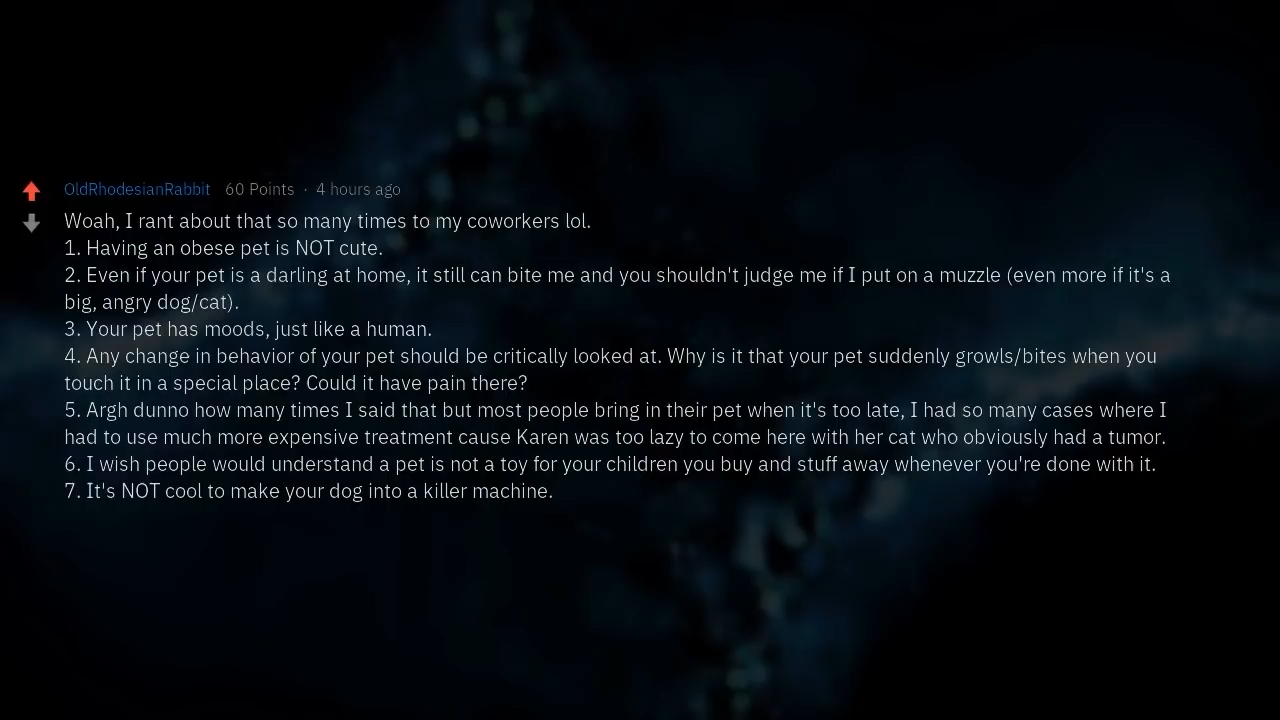 OldRhodesianRabbit 60 Points · 4 hours ago
Woah, I rant about that so many times to my coworkers lol.
1. Having an obese pet is NOT cute.
2. Even if your pet is a darling at home, it still can bite me and you shouldn't judge me if I put on a muzzle (even more if it's a
big, angry dog/cat).
3. Your pet has moods, just like a human.
4. Any change in behavior of your pet should be critically looked at. Why is it that your pet suddenly growls/bites when you
touch it in a special place? Could it have pain there?
5. Argh dunno how many times I said that but most people bring in their pet when it's too late, I had so many cases where I
had to use much more expensive treatment cause Karen was too lazy to come here with her cat who obviously had a tumor.
6. I wish people would understand a pet is not a toy for your children you buy and stuff away whenever you're done with it.
7. It's NOT cool to make your dog into a killer machine.